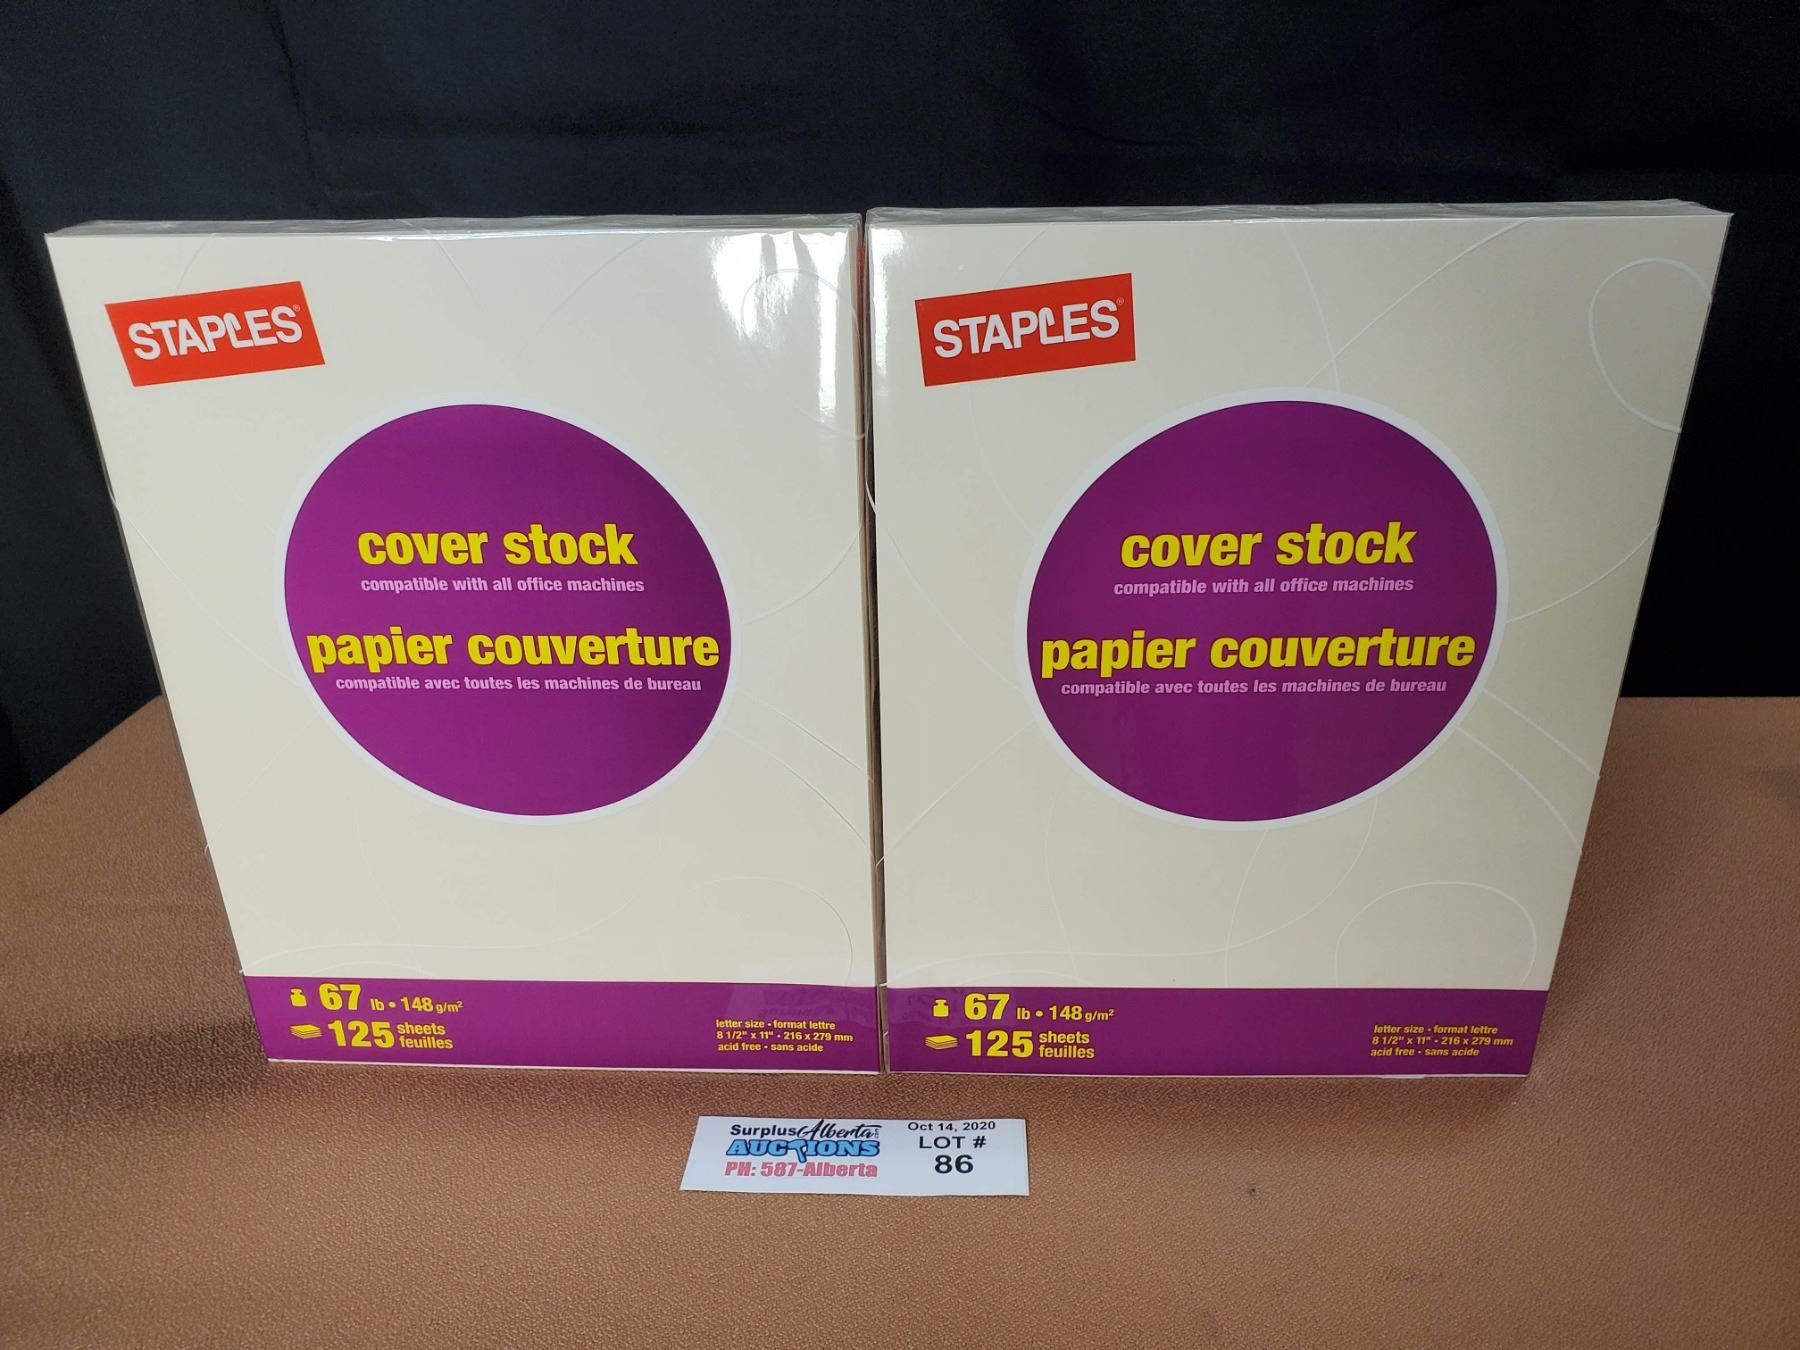 STAPLES®
cover stock
compatible with all office machines
papier couverture
compatible avec toutes les machines de bureau
67 lb • 148 g/m²
125 sheets
feuilles
letter size • format lettre
8 1/2" x 11" • 216 x 279 mm
acid free • sans acide
STAPLES®
cover stock
compatible with all office machines
papier couverture
compatible avec toutes les machines de bureau
67 lb • 148 g/m²
125 sheets
feuilles
letter size • format lettre
8 1/2" x 11" • 216 x 279 mm
acid free • sans acide
SurplusAlberta.com
AUCTIONS
PH: 587-Alberta
Oct 14, 2020
LOT #
86